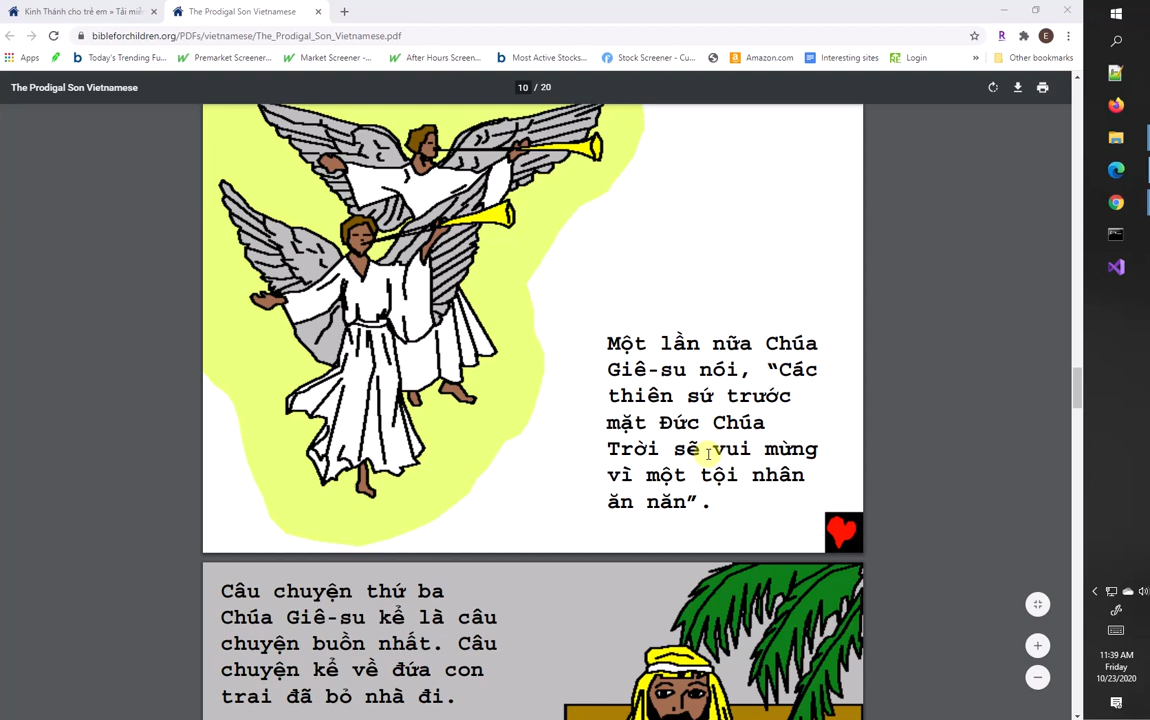 Kinh Thánh cho trẻ em » Tải miễ
The Prodigal Son Vietnamese
bibleforchildren.org/PDFs/vietnamese/The_Prodigal_Son_Vietnamese.pdf
Apps
Today's Trending Fu...
Premarket Screener...
Market Screener -...
After Hours Screen...
Most Active Stocks...
Stock Screener - Cu...
Amazon.com
Interesting sites
Login
»
Other bookmarks
The Prodigal Son Vietnamese
10 / 20
Một lần nữa Chúa
Giê-su nói, “Các
thiên sứ trước
mặt Đức Chúa
Trời sẽ vui mừng
vì một tội nhân
ăn năn”.
Câu chuyện thứ ba
Chúa Giê-su kể là câu
chuyện buồn nhất. Câu
chuyện kể về đứa con
trai đã bỏ nhà đi.
11:39 AM
Friday
10/23/2020